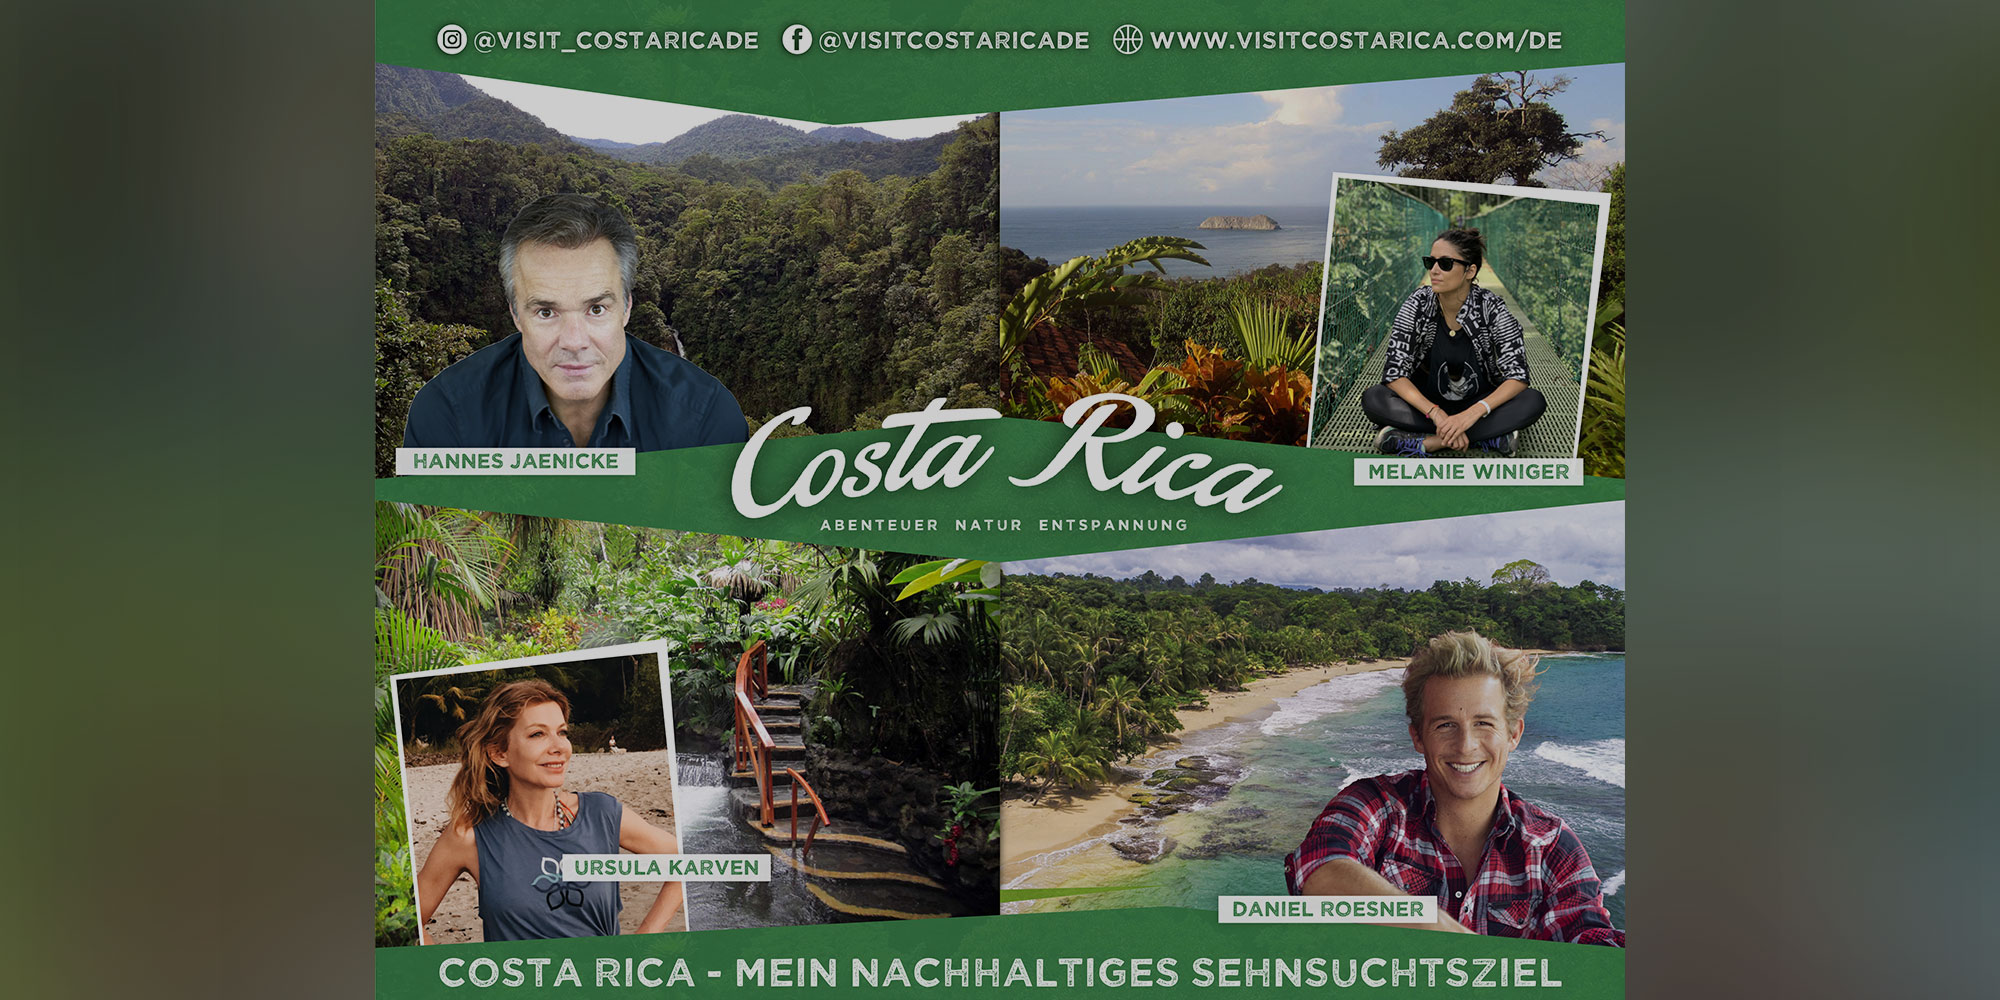 @VISIT_COSTARICADE @VISITCOSTARICADE WWW.VISITCOSTARICA.COM/DE
HANNES JAENICKE
MELANIE WINIGER
Costa Rica
ABENTEUER NATUR ENTSPANNUNG
URSULA KARVEN
DANIEL ROESNER
COSTA RICA - MEIN NACHHALTIGES SEHNSUCHTSZIEL